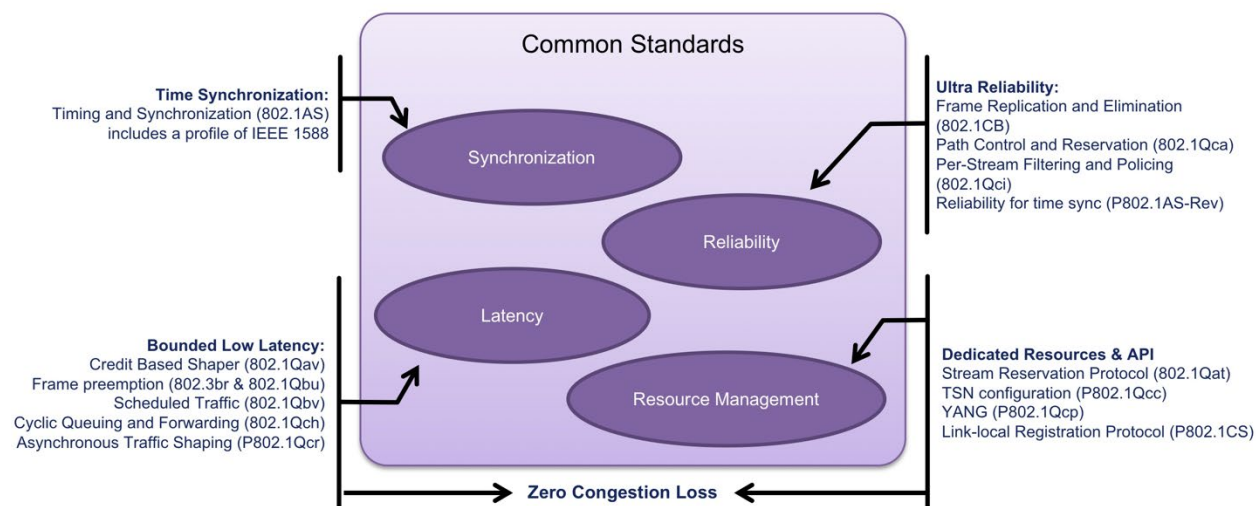 Common Standards
Time Synchronization:
Timing and Synchronization (802.1AS)
includes a profile of IEEE 1588
Synchronization
Ultra Reliability:
Frame Replication and Elimination
(802.1CB)
Path Control and Reservation (802.1Qca)
Per-Stream Filtering and Policing
(802.1Qci)
Reliability for time sync (P802.1AS-Rev)
Reliability
Bounded Low Latency:
Credit Based Shaper (802.1Qav)
Frame preemption (802.3br & 802.1Qbu)
Scheduled Traffic (802.1Qbv)
Cyclic Queuing and Forwarding (802.1Qch)
Asynchronous Traffic Shaping (P802.1Qcr)
Latency
Resource Management
Dedicated Resources & API
Stream Reservation Protocol (802.1Qat)
TSN configuration (P802.1Qcc)
YANG (P802.1Qcp)
Link-local Registration Protocol (P802.1CS)
Zero Congestion Loss